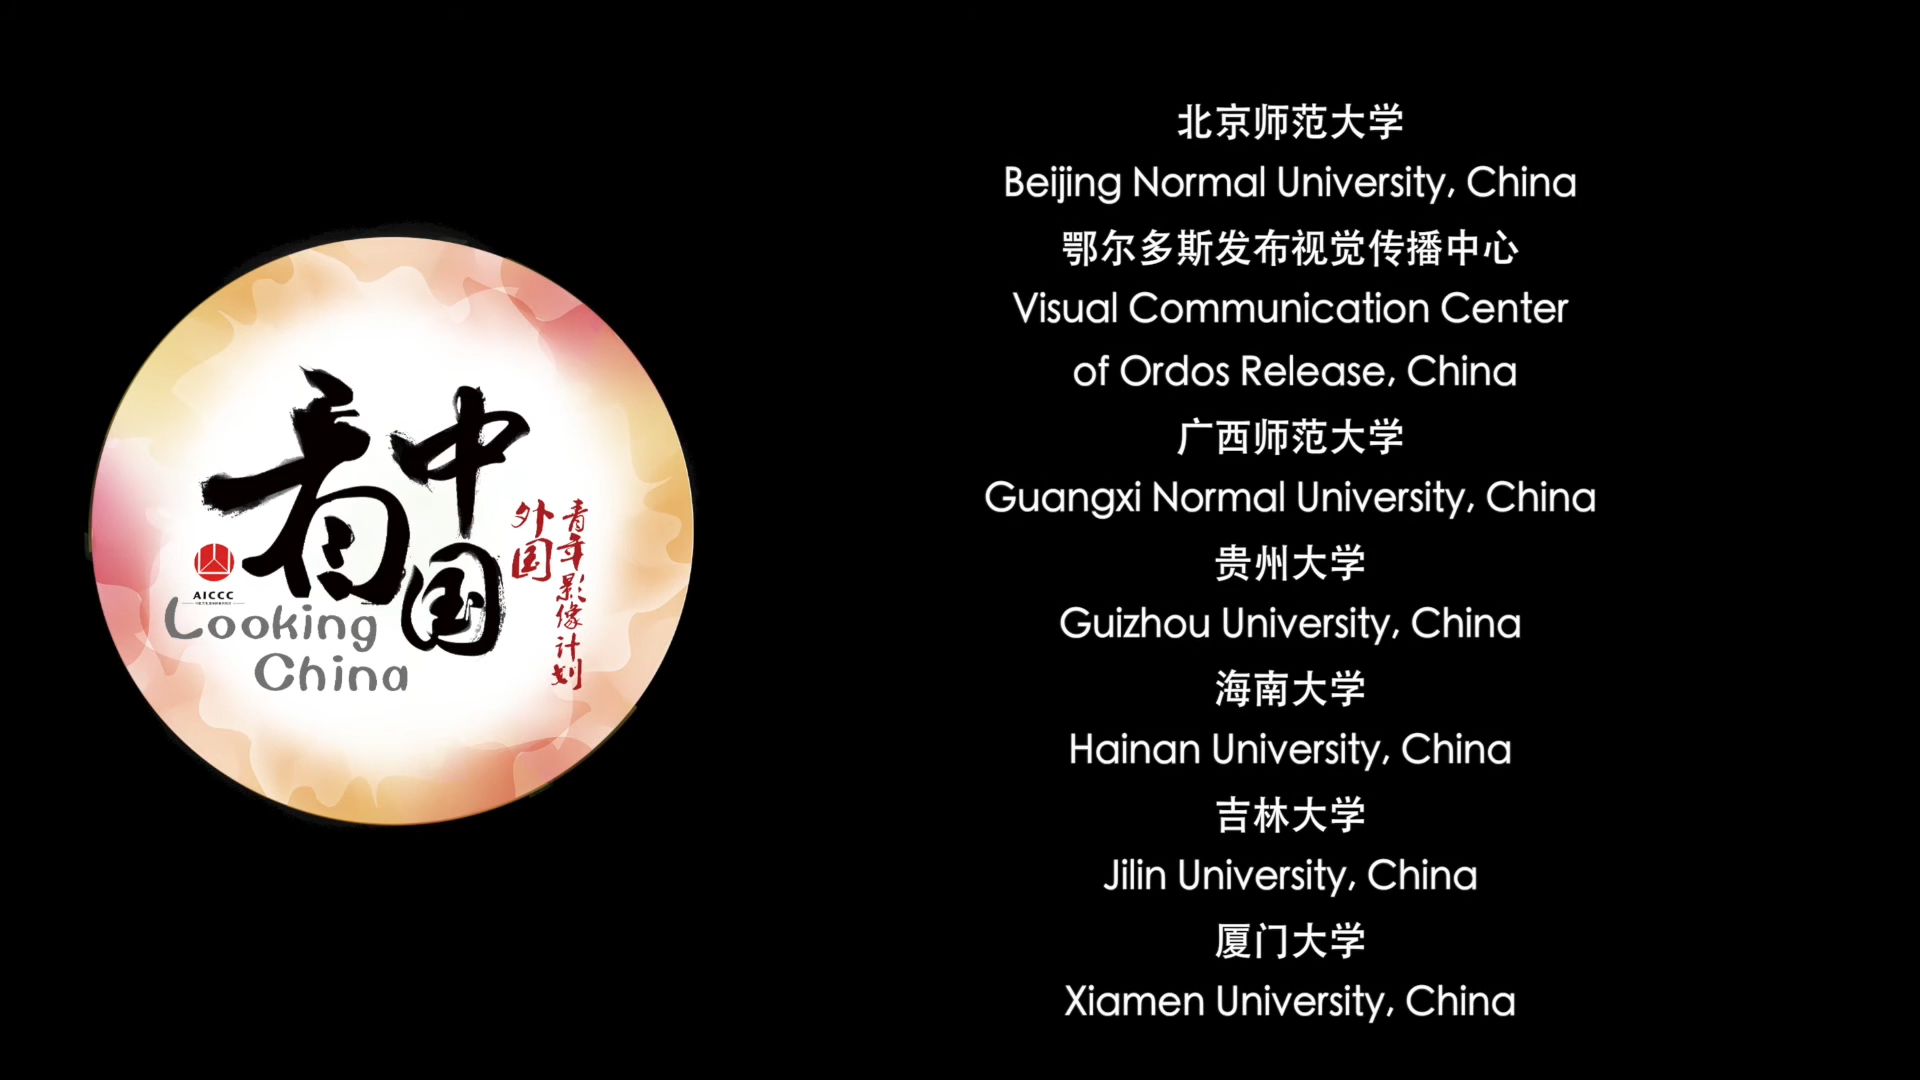 看中国
外国
青年影像计划
AICCC
Looking
China
北京师范大学
Beijing Normal University, China
鄂尔多斯发布视觉传播中心
Visual Communication Center
of Ordos Release, China
广西师范大学
Guangxi Normal University, China
贵州大学
Guizhou University, China
海南大学
Hainan University, China
吉林大学
Jilin University, China
厦门大学
Xiamen University, China